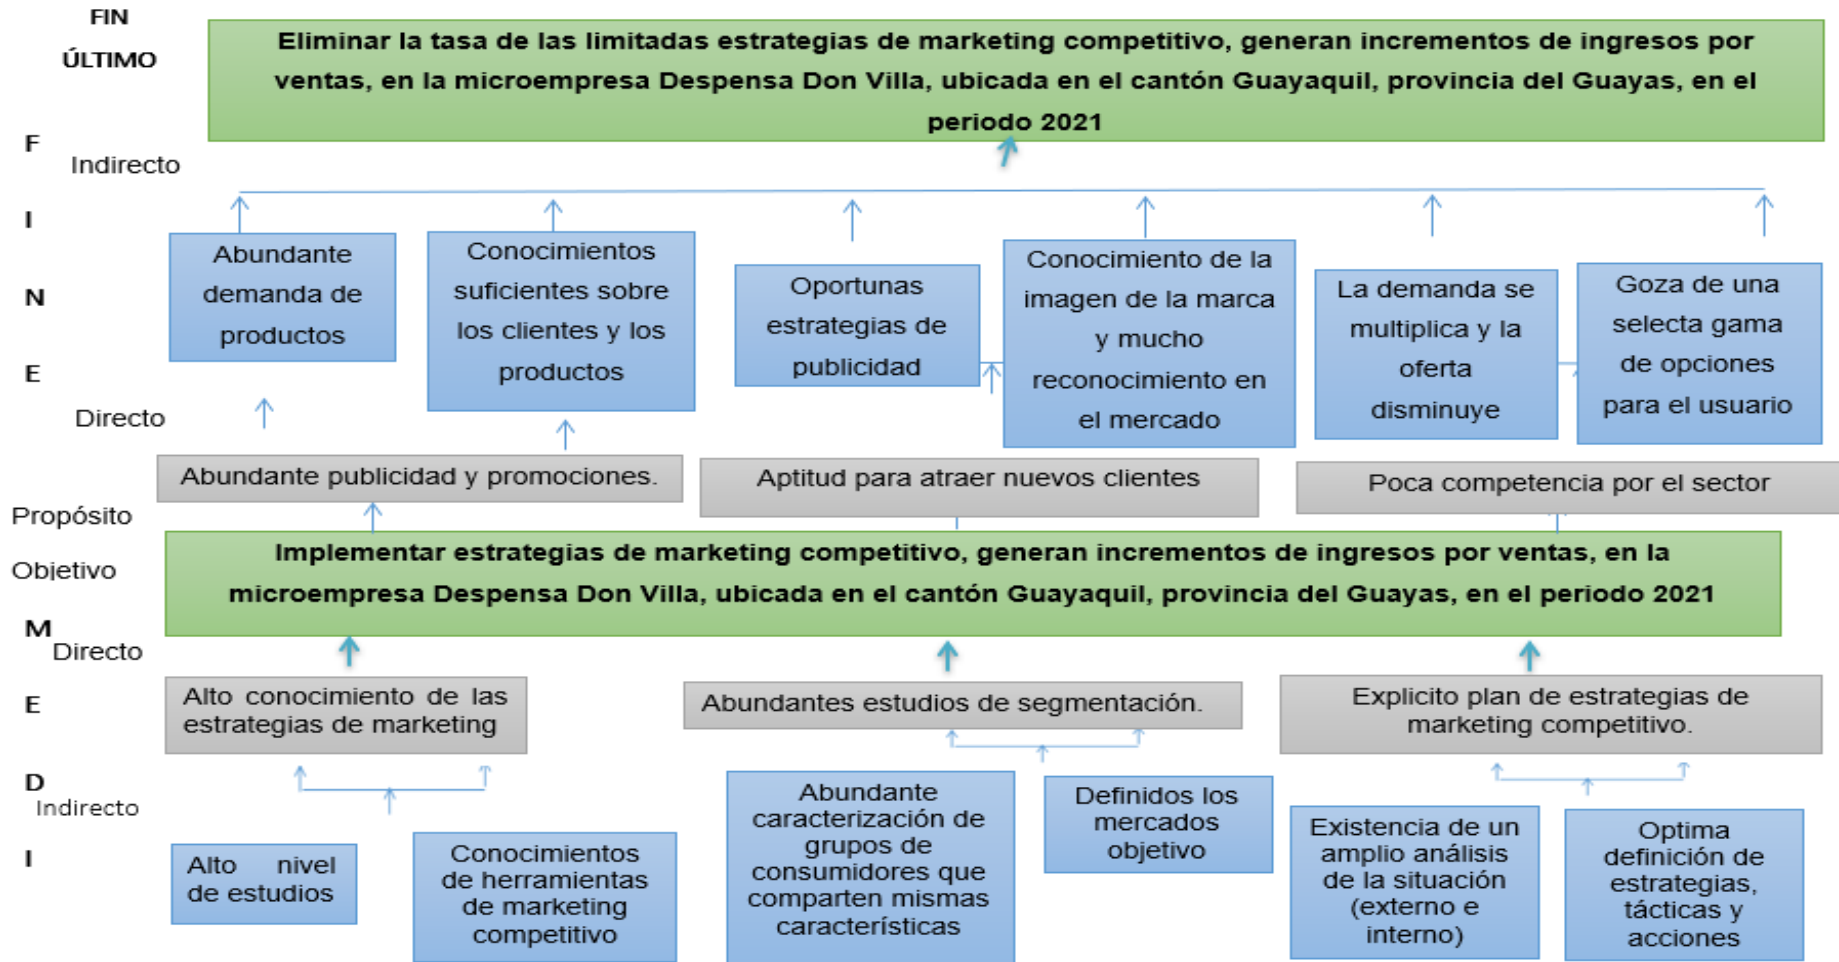 FIN
ÚLTIMO
Eliminar la tasa de las limitadas estrategias de marketing competitivo, generan incrementos de ingresos por
ventas, en la microempresa Despensa Don Villa, ubicada en el cantón Guayaquil, provincia del Guayas, en el
periodo 2021
F
Indirecto
I
N
E
Abundante
demanda de
productos
Conocimientos
suficientes sobre
los clientes y los
productos
Oportunas
estrategias de
publicidad
Conocimiento de la
imagen de la marca
y mucho
reconocimiento en
el mercado
La demanda se
multiplica y la
oferta
disminuye
Goza de una
selecta gama
de opciones
para el usuario
Directo
Abundante publicidad y promociones.
Aptitud para atraer nuevos clientes
Poca competencia por el sector
Propósito
Objetivo
Implementar estrategias de marketing competitivo, generan incrementos de ingresos por ventas, en la
microempresa Despensa Don Villa, ubicada en el cantón Guayaquil, provincia del Guayas, en el periodo 2021
M
Directo
E
Alto conocimiento de las
estrategias de marketing
Abundantes estudios de segmentación.
Explicito plan de estrategias de
marketing competitivo.
D
Indirecto
I
Alto nivel
de estudios
Conocimientos
de herramientas
de marketing
competitivo
Abundante
caracterización de
grupos de
consumidores que
comparten mismas
características
Definidos los
mercados
objetivo
Existencia de un
amplio análisis
de la situación
(externo e
interno)
Optima
definición de
estrategias,
tácticas y
acciones